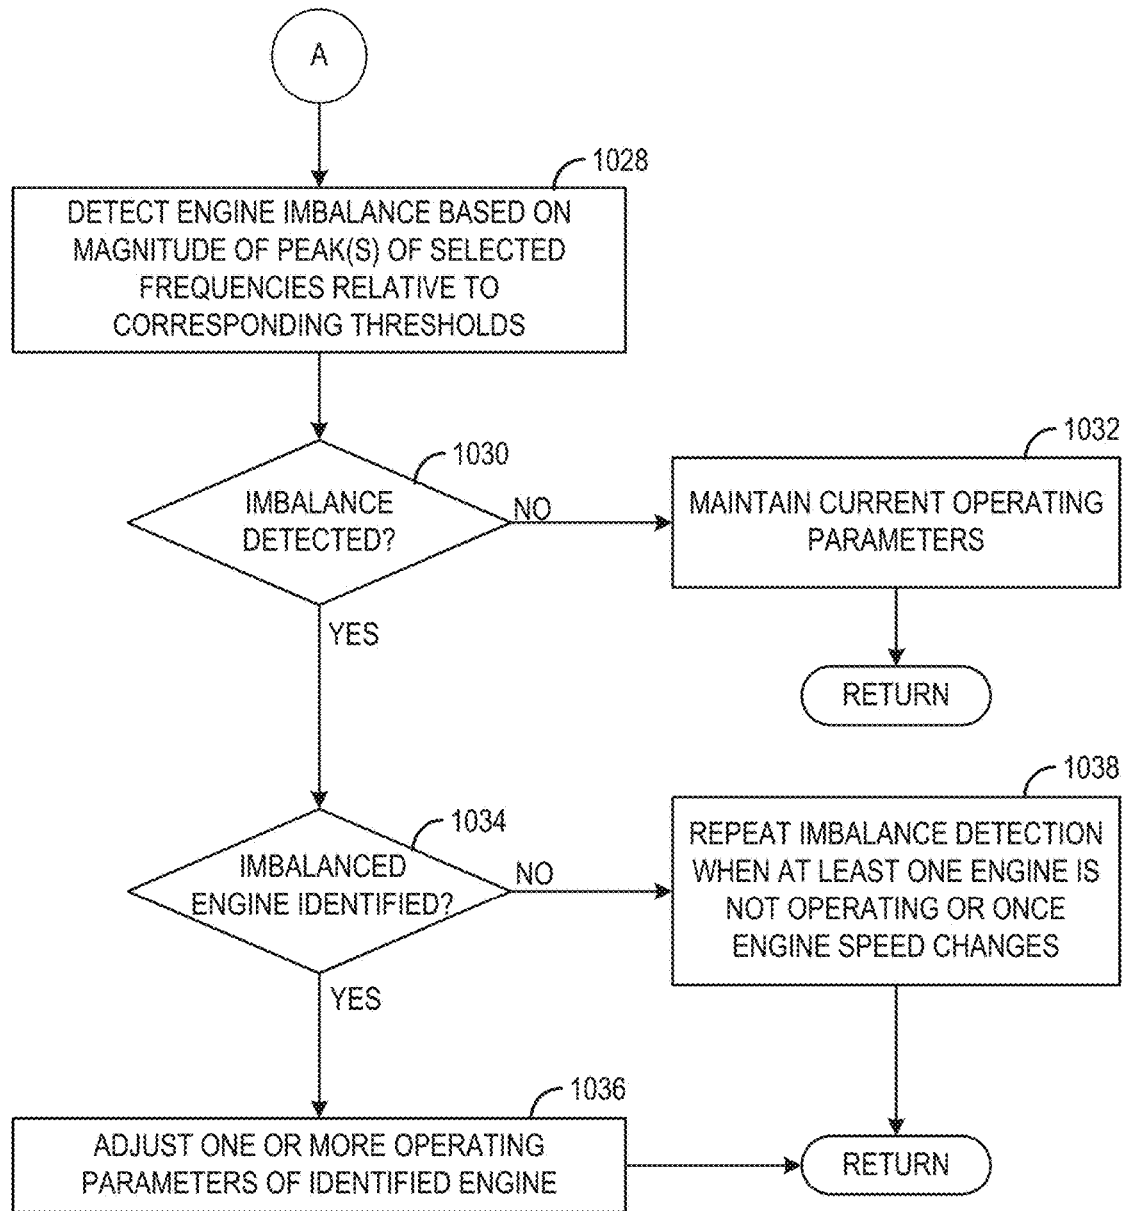 A
1028
DETECT ENGINE IMBALANCE BASED ON
MAGNITUDE OF PEAK(S) OF SELECTED
FREQUENCIES RELATIVE TO
CORRESPONDING THRESHOLDS
1030
IMBALANCE
DETECTED?
NO
1032
MAINTAIN CURRENT OPERATING
PARAMETERS
YES
RETURN
1034
IMBALANCED
ENGINE IDENTIFIED?
NO
1038
REPEAT IMBALANCE DETECTION
WHEN AT LEAST ONE ENGINE IS
NOT OPERATING OR ONCE
ENGINE SPEED CHANGES
YES
1036
ADJUST ONE OR MORE OPERATING
PARAMETERS OF IDENTIFIED ENGINE
RETURN